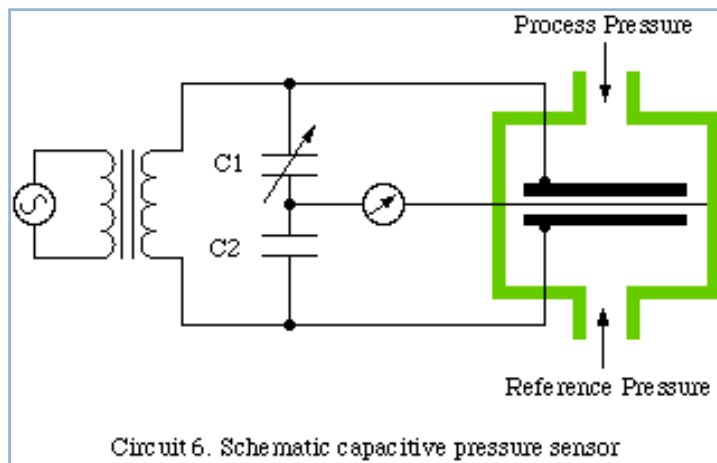 Process Pressure
C1
C2
Reference Pressure
Circuit 6. Schematic capacitive pressure sensor